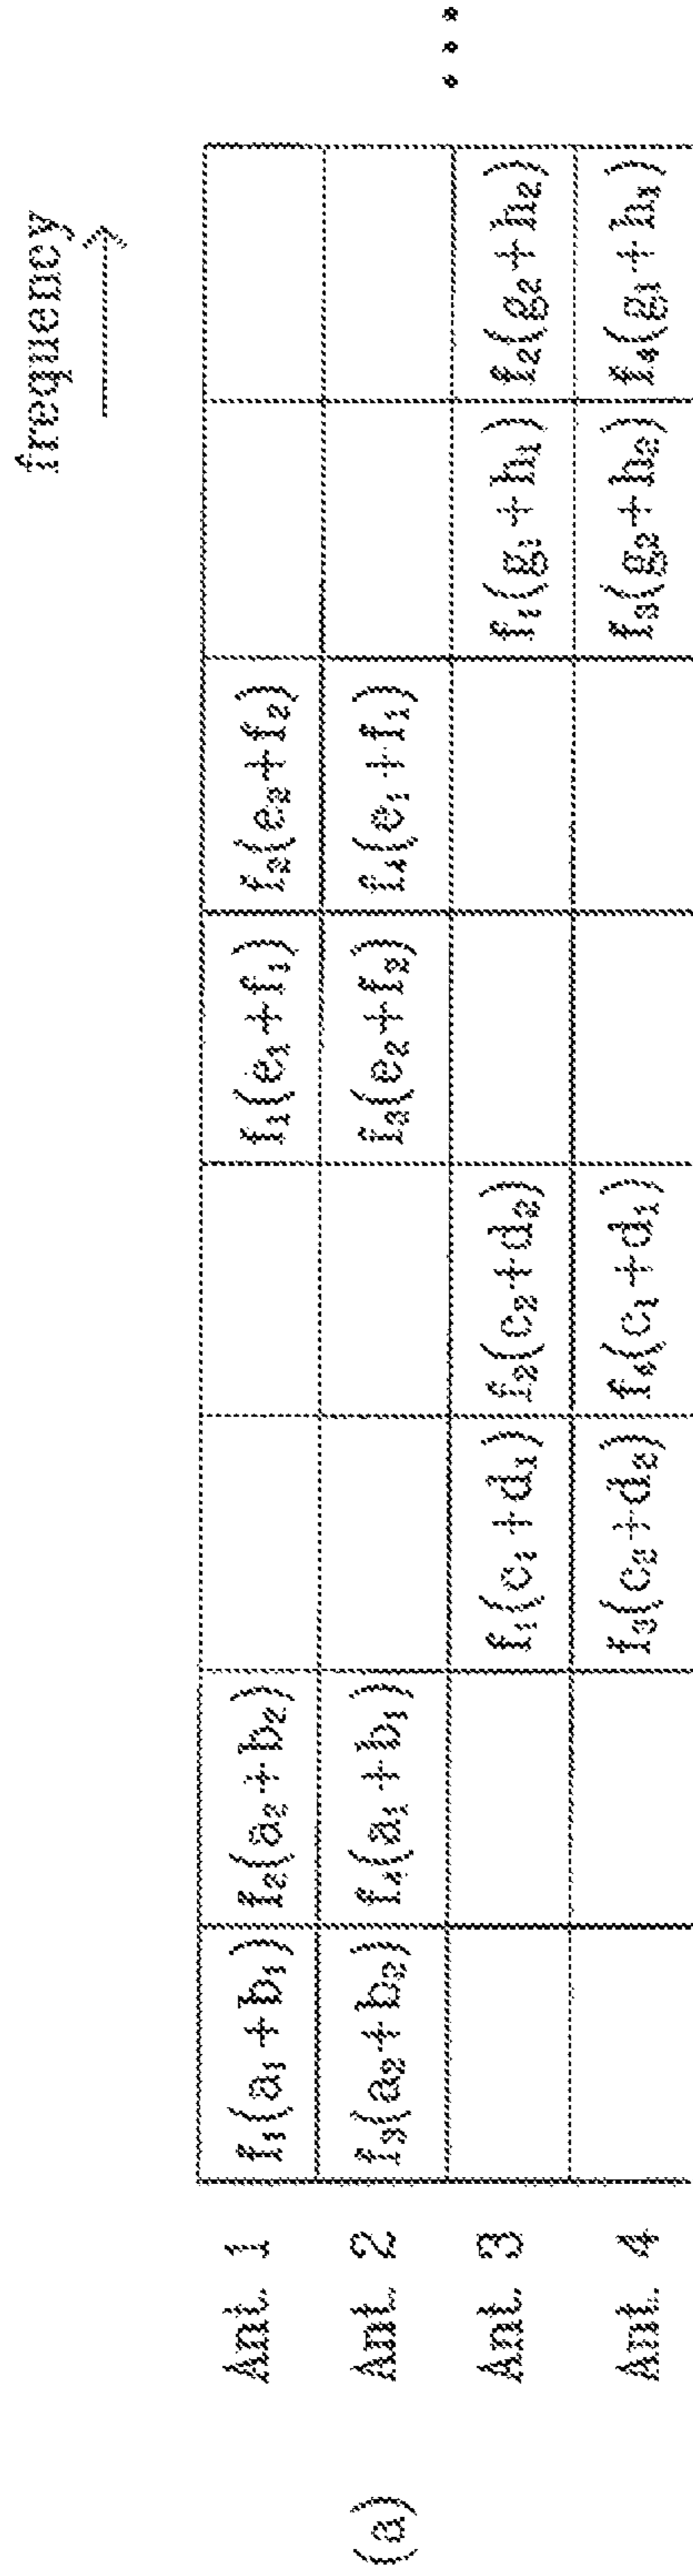 frequency
Ant. 1 f₁(a₁+b₁) f₂(a₂+b₂) f₁(e₁+f₁) f₂(e₂+f₂)
Ant. 2 f₃(a₂+b₂) f₄(a₁+b₁) f₃(e₂+f₂) f₄(e₁+f₁)
Ant. 3 f₁(c₁+d₁) f₂(c₂+d₂) f₁(g₁+h₁) f₂(g₂+h₂)
Ant. 4 f₃(c₂+d₂) f₄(c₁+d₁) f₃(g₂+h₂) f₄(g₁+h₁)
(a)